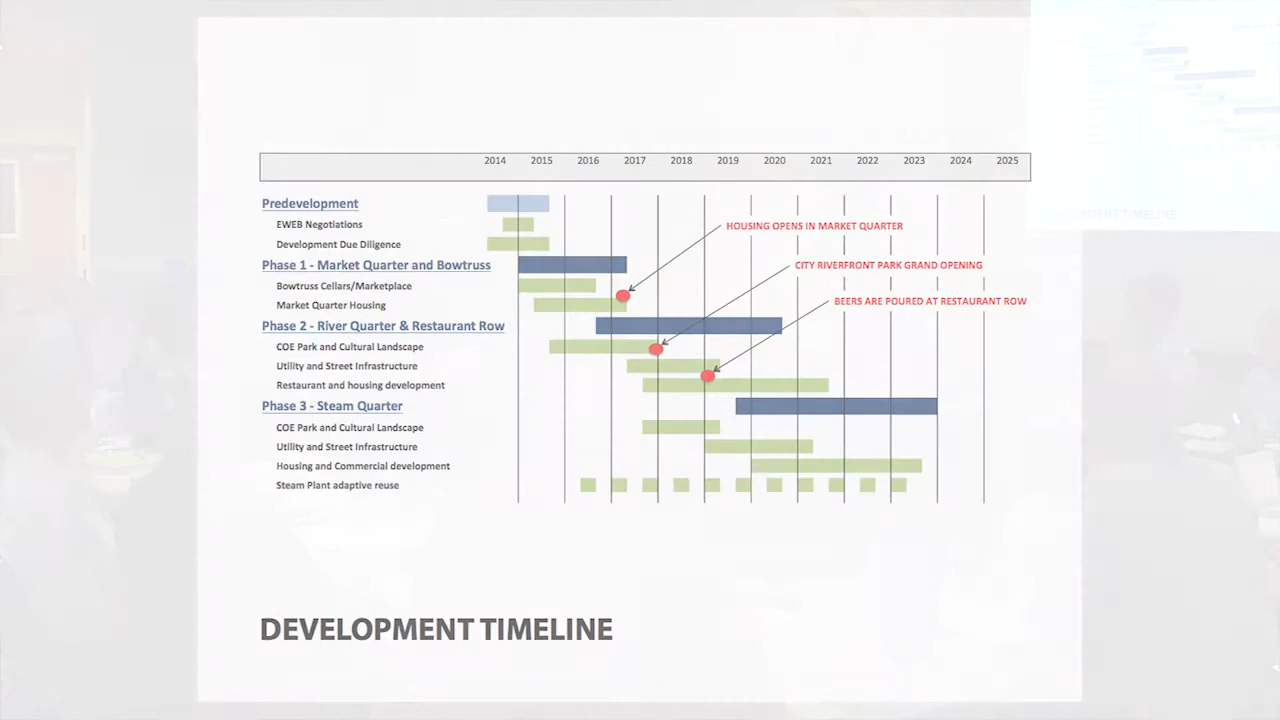 2014 2015 2016 2017 2018 2019 2020 2021 2022 2023 2024 2025
Predevelopment
EWEB Negotiations
HOUSING OPENS IN MARKET QUARTER
Development Due Diligence
Phase 1 - Market Quarter and Bowtruss
CITY RIVERFRONT PARK GRAND OPENING
Bowtruss Cellars/Marketplace
BEERS ARE POURED AT RESTAURANT ROW
Market Quarter Housing
Phase 2 - River Quarter & Restaurant Row
COE Park and Cultural Landscape
Utility and Street Infrastructure
Restaurant and housing development
Phase 3 - Steam Quarter
COE Park and Cultural Landscape
Utility and Street Infrastructure
Housing and Commercial development
Steam Plant adaptive reuse
DEVELOPMENT TIMELINE
TIMELINE